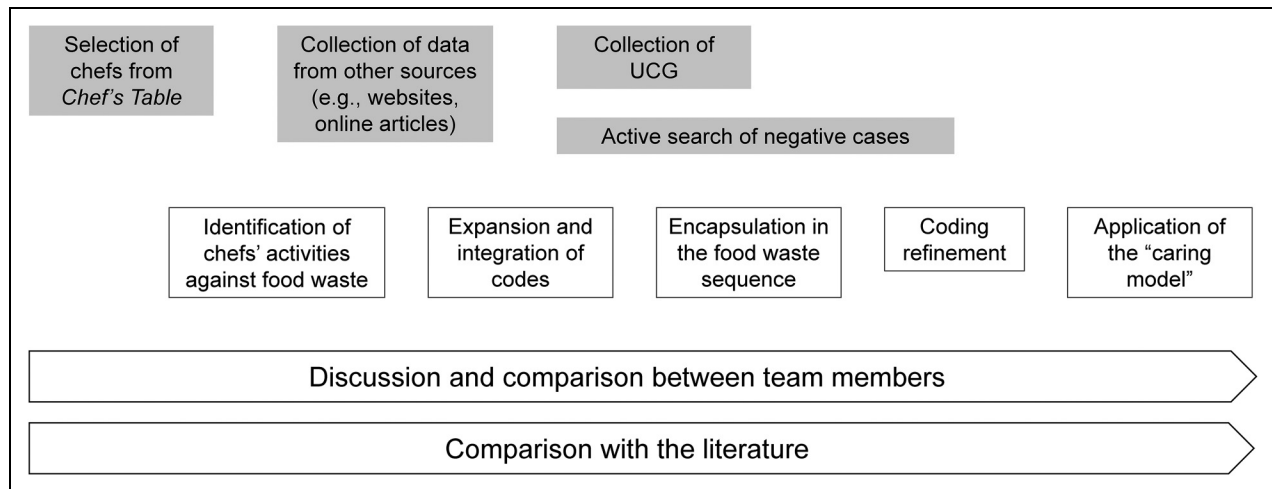 Selection of
chefs from
Chef's Table
Collection of data
from other sources
(e.g., websites,
online articles)
Collection of
UCG
Active search of negative cases
Identification of
chefs' activities
against food waste
Expansion and
integration of
codes
Encapsulation in
the food waste
sequence
Coding
refinement
Application of
the “caring
model”
Discussion and comparison between team members
Comparison with the literature